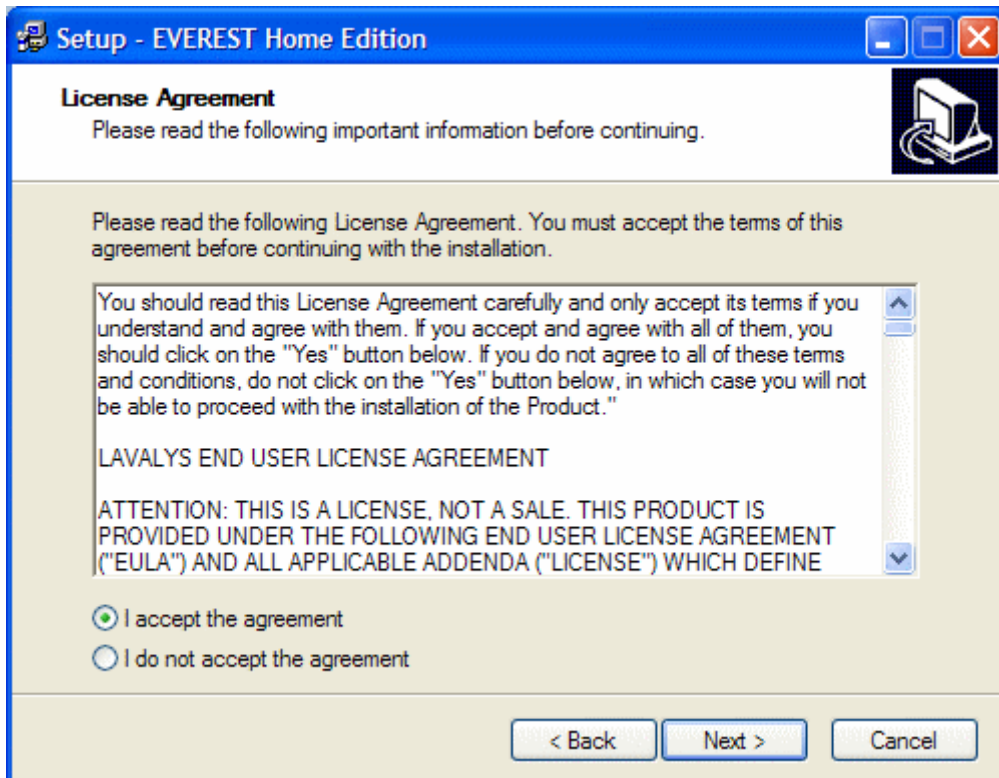 Setup - EVEREST Home Edition
License Agreement
Please read the following important information before continuing.
Please read the following License Agreement. You must accept the terms of this
agreement before continuing with the installation.
You should read this License Agreement carefully and only accept its terms if you
understand and agree with them. If you accept and agree with all of them, you
should click on the "Yes" button below. If you do not agree to all of these terms
and conditions, do not click on the "Yes" button below, in which case you will not
be able to proceed with the installation of the Product."
LAVALYS END USER LICENSE AGREEMENT
ATTENTION: THIS IS A LICENSE, NOT A SALE. THIS PRODUCT IS
PROVIDED UNDER THE FOLLOWING END USER LICENSE AGREEMENT
("EULA") AND ALL APPLICABLE ADDENDA ("LICENSE") WHICH DEFINE
I accept the agreement
I do not accept the agreement
< Back Next > Cancel